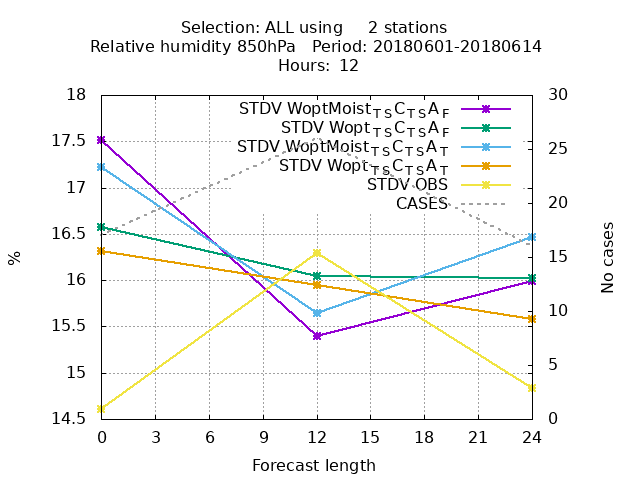 Selection: ALL using     2 stations
Relative humidity 850hPa   Period: 20180601-20180614
Hours:  12
STDV WoptMoist_TS C_TS A_F
STDV Wopt_TS C_TS A_F
STDV WoptMoist_TS C_TS A_T
STDV Wopt_TS C_TS A_T
STDV OBS
CASES
18
17.5
17
16.5
16
15.5
15
14.5
%
30
25
20
15
10
5
0
No cases
0 3 6 9 12 15 18 21 24
Forecast length